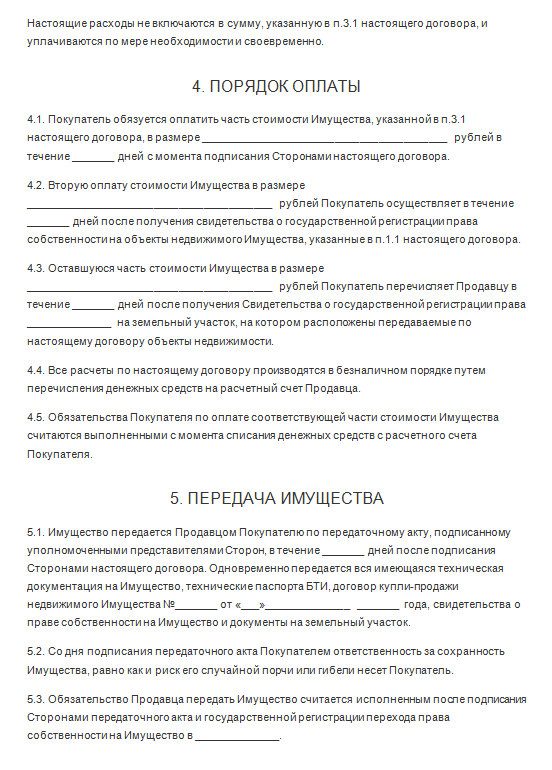 Настоящие расходы не включаются в сумму, указанную в п.3.1 настоящего договора, и
уплачиваются по мере необходимости и своевременно.
4. ПОРЯДОК ОПЛАТЫ
4.1. Покупатель обязуется оплатить часть стоимости Имущества, указанной в п.3.1
настоящего договора, в размере _________________________________________ рублей в
течение _______ дней с момента подписания Сторонами настоящего договора.
4.2. Вторую оплату стоимости Имущества в размере
_________________________________________ рублей Покупатель осуществляет в течение
_______ дней после получения свидетельства о государственной регистрации права
собственности на объекты недвижимого Имущества, указанные в п.1.1 настоящего договора.
4.3. Оставшуюся часть стоимости Имущества в размере
_________________________________________ рублей Покупатель перечисляет Продавцу в
течение _______ дней после получения Свидетельства о государственной регистрации права
______________ на земельный участок, на котором расположены передаваемые по
настоящему договору объекты недвижимости.
4.4. Все расчеты по настоящему договору производятся в безналичном порядке путем
перечисления денежных средств на расчетный счет Продавца.
4.5. Обязательства Покупателя по оплате соответствующей части стоимости Имущества
считаются выполненными с момента списания денежных средств с расчетного счета
Покупателя.
5. ПЕРЕДАЧА ИМУЩЕСТВА
5.1. Имущество передается Продавцом Покупателю по передаточному акту, подписанному
уполномоченными представителями Сторон, в течение _______ дней после подписания
Сторонами настоящего договора. Одновременно передается вся имеющаяся техническая
документация на Имущество, технические паспорта БТИ, договор купли-продажи
недвижимого Имущества №_______ от «___»______________ _______ года, свидетельства о
праве собственности на Имущество и документы на земельный участок.
5.2. Со дня подписания передаточного акта Покупателем ответственность за сохранность
Имущества, равно как и риск его случайной порчи или гибели несет Покупатель.
5.3. Обязательство Продавца передать Имущество считается исполненным после подписания
Сторонами передаточного акта и государственной регистрации перехода права
собственности на Имущество в ______________.